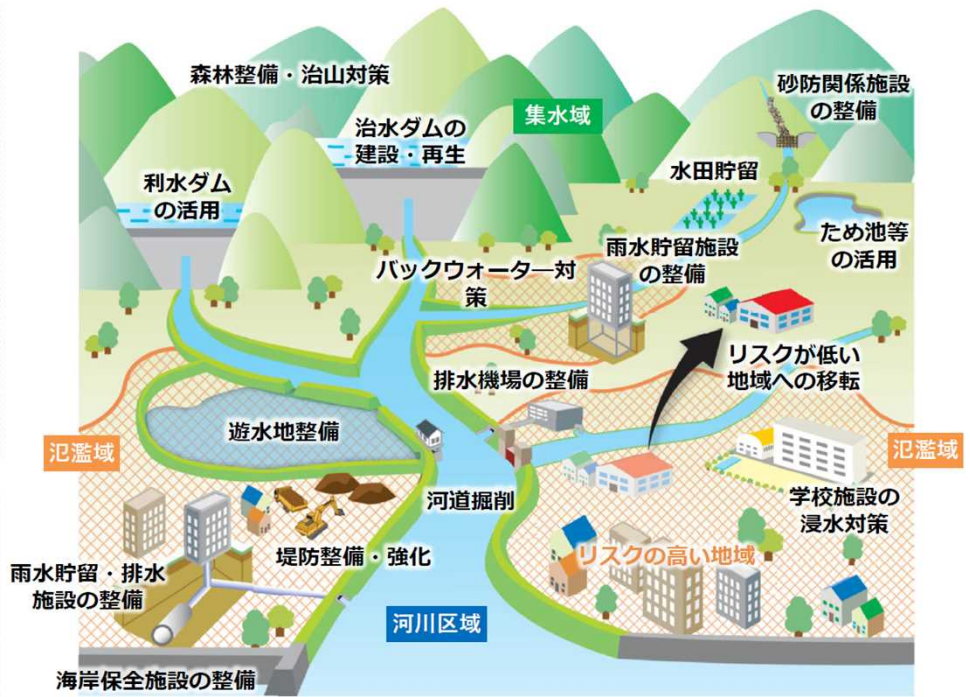 森林整備・治山対策
砂防関係施設
の整備
集水域
治水ダムの
建設・再生
水田貯留
利水ダム
の活用
ため池等
の活用
雨水貯留施設
の整備
バックウォーター対
策
リスクが低い
地域への移転
排水機場の整備
遊水地整備
氾濫域
氾濫域
河道掘削
学校施設の
浸水対策
堤防整備・強化
リスクの高い地域
雨水貯留・排水
施設の整備
河川区域
海岸保全施設の整備